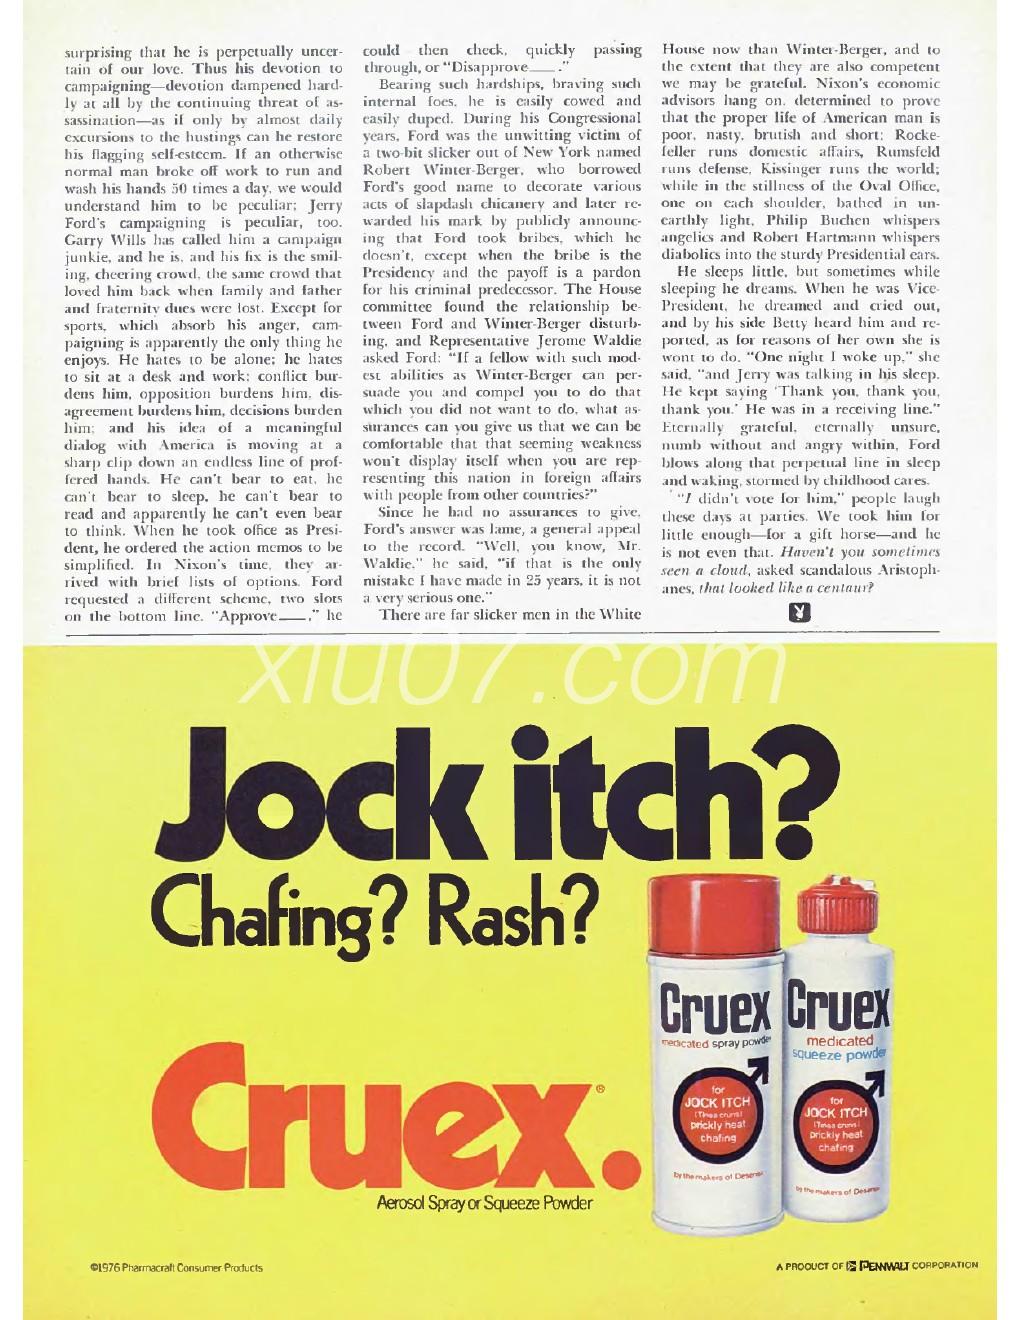 surprising that he is perpetually uncer-
tain of our love. Thus his devotion to
campaigning—devotion dampened hard-
ly at all by the continuing threat of as-
sassination—as if only by almost daily
excursions to the hustings can he restore
his flagging self-esteem. If an otherwise
normal man broke off work to run and
wash his hands 50 times a day, we would
understand him to be peculiar; Jerry
Ford's campaigning is peculiar, too.
Garry Wills has called him a campaign
junkie, and he is, and his fix is the smil-
ing, cheering crowd, the same crowd that
loved him back when family and father
and fraternity dues were lost. Except for
sports, which absorb his anger, cam-
paigning is apparently the only thing he
enjoys. He hates to be alone; he hates
to sit at a desk and work; conflict bur-
dens him, opposition burdens him, dis-
agreement burdens him, decisions burden
him; and his idea of a meaningful
dialog with America is moving at a
sharp clip down an endless line of prof-
fered hands. He can't bear to eat, he
can't bear to sleep, he can't bear to
read and apparently he can't even bear
to think. When he took office as Presi-
dent, he ordered the action memos to be
simplified. In Nixon's time, they ar-
rived with brief lists of options. Ford
requested a different scheme, two slots
on the bottom line. "Approve___," he
could then check, quickly passing
through, or "Disapprove___."
Bearing such hardships, braving such
internal foes, he is easily cowed and
easily duped. During his Congressional
years, Ford was the unwitting victim of
a two-bit slicker out of New York named
Robert Winter-Berger, who borrowed
Ford's good name to decorate various
acts of slapdash chicanery and later re-
warded his mark by publicly announc-
ing that Ford took bribes, which he
doesn't, except when the bribe is the
Presidency and the payoff is a pardon
for his criminal predecessor. The House
committee found the relationship be-
tween Ford and Winter-Berger disturb-
ing, and Representative Jerome Waldie
asked Ford: "If a fellow with such mod-
est abilities as Winter-Berger can per-
suade you and compel you to do that
which you did not want to do, what as-
surances can you give us that we can be
comfortable that that seeming weakness
won't display itself when you are rep-
resenting this nation in foreign affairs
with people from other countries?"
Since he had no assurances to give,
Ford's answer was lame, a general appeal
to the record. "Well, you know, Mr.
Waldie," he said, "if that is the only
mistake I have made in 25 years, it is not
a very serious one."
There are far slicker men in the White
House now than Winter-Berger, and to
the extent that they are also competent
we may be grateful. Nixon's economic
advisors hang on, determined to prove
that the proper life of American man is
poor, nasty, brutish and short; Rocke-
feller runs domestic affairs, Rumsfeld
runs defense, Kissinger runs the world;
while in the stillness of the Oval Office,
one on each shoulder, bathed in un-
earthly light, Philip Buchen whispers
angelics and Robert Hartmann whispers
diabolics into the sturdy Presidential ears.
He sleeps little, but sometimes while
sleeping he dreams. When he was Vice-
President, he dreamed and cried out,
and by his side Betty heard him and re-
ported, as for reasons of her own she is
wont to do. "One night I woke up," she
said, "and Jerry was talking in his sleep.
He kept saying 'Thank you, thank you,
thank you.' He was in a receiving line."
Eternally grateful, eternally unsure,
numb without and angry within, Ford
blows along that perpetual line in sleep
and waking, stormed by childhood cares.
"I didn't vote for him," people laugh
these days at parties. We took him for
little enough—for a gift horse—and he
is not even that. Haven't you sometimes
seen a cloud, asked scandalous Aristoph-
anes, that looked like a centaur?
xiu07.com
Jock itch?
Chafing? Rash?
Cruex.®
Aerosol Spray or Squeeze Powder
Cruex
medicated spray powder
for
JOCK ITCH
(Tinea cruris)
prickly heat
chafing
by the makers of Desenex
Cruex
medicated
squeeze powder
for
JOCK ITCH
(Tinea cruris)
prickly heat
chafing
by the makers of Desenex
©1976 Pharmacraft Consumer Products
A PRODUCT OF PENNWALT CORPORATION